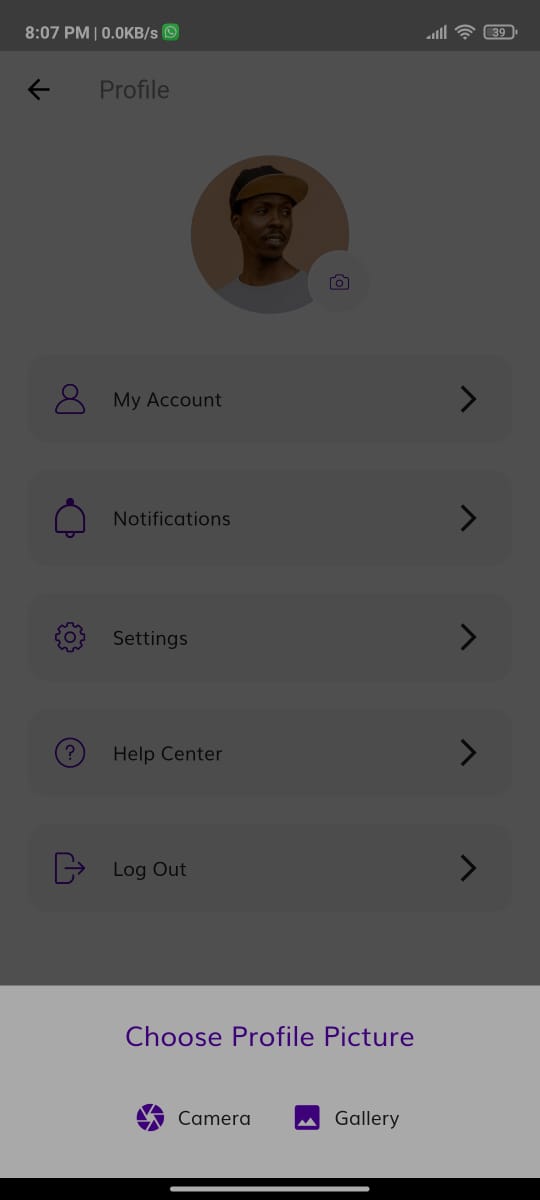 8:07 PM | 0.0KB/s
39
Profile
My Account
Notifications
Settings
Help Center
Log Out
Choose Profile Picture
Camera Gallery